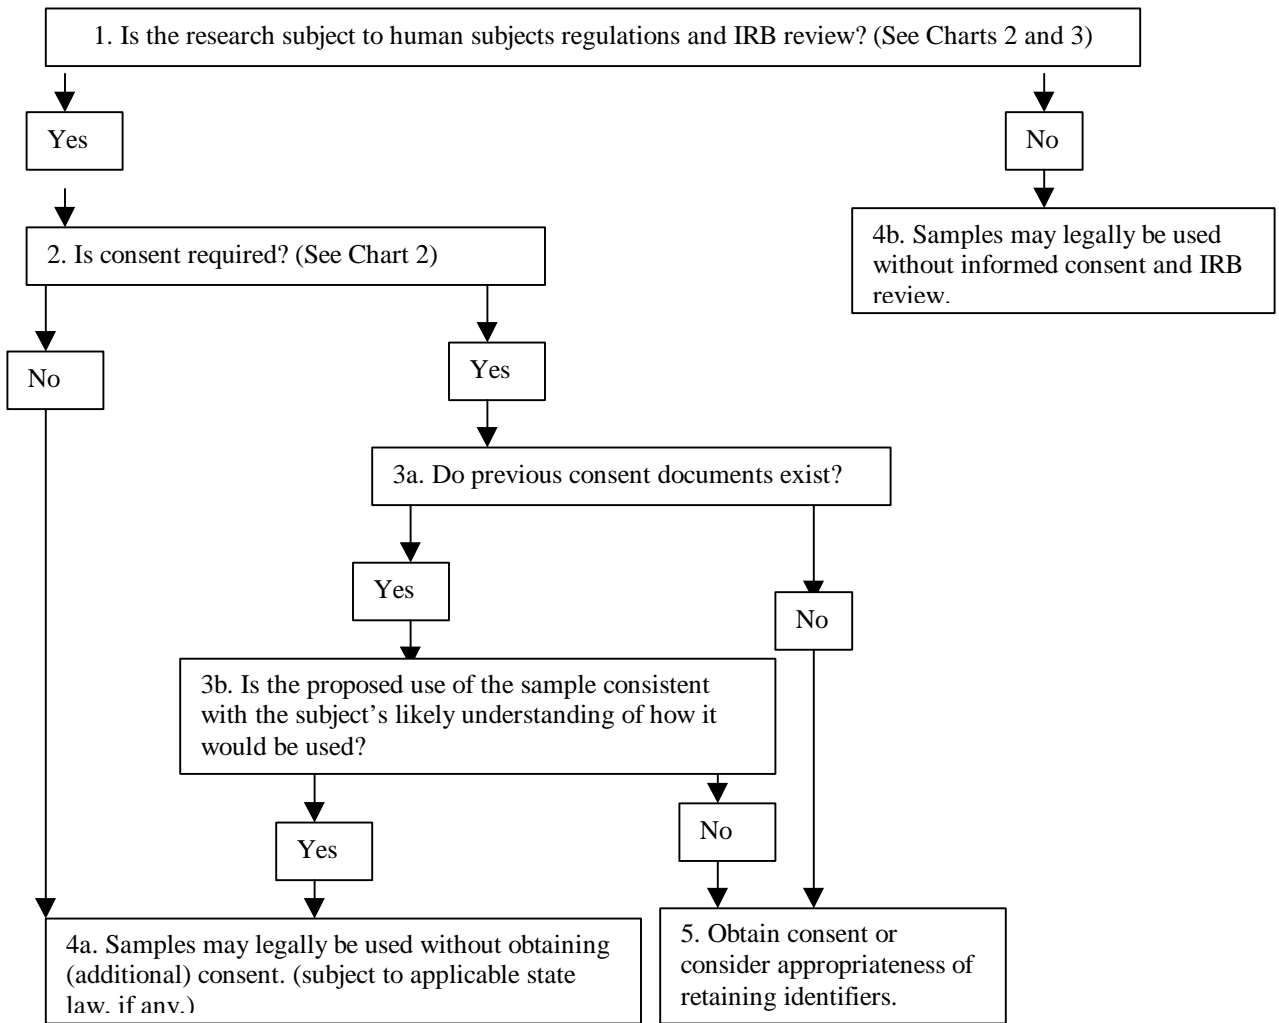 1. Is the research subject to human subjects regulations and IRB review? (See Charts 2 and 3)
Yes
No
2. Is consent required? (See Chart 2)
4b. Samples may legally be used
without informed consent and IRB
review.
No
Yes
3a. Do previous consent documents exist?
Yes
No
3b. Is the proposed use of the sample consistent
with the subject’s likely understanding of how it
would be used?
Yes
No
4a. Samples may legally be used without obtaining
(additional) consent. (subject to applicable state
law, if any.)
5. Obtain consent or
consider appropriateness of
retaining identifiers.